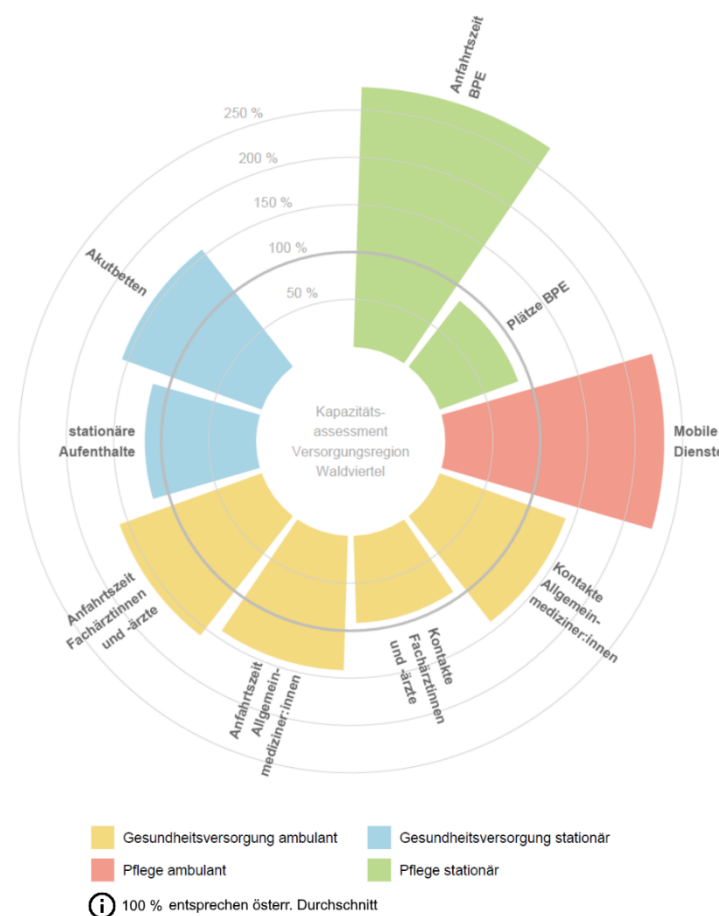 Anfahrtszeit
BPE
250 %
200 %
150 %
100 %
50 %
Akutbetten
Plätze BPE
Kapazitäts-
assessment
Versorgungsregion
Waldviertel
stationäre
Aufenthalte
Mobile
Dienste
Anfahrtszeit
Fachärztinnen
und -ärzte
Anfahrtszeit
Allgemein-
mediziner:innen
Kontakte
Fachärztinnen
und -ärzte
Kontakte
Allgemein-
mediziner:innen
Gesundheitsversorgung ambulant
Gesundheitsversorgung stationär
Pflege ambulant
Pflege stationär
i 100 % entsprechen österr. Durchschnitt